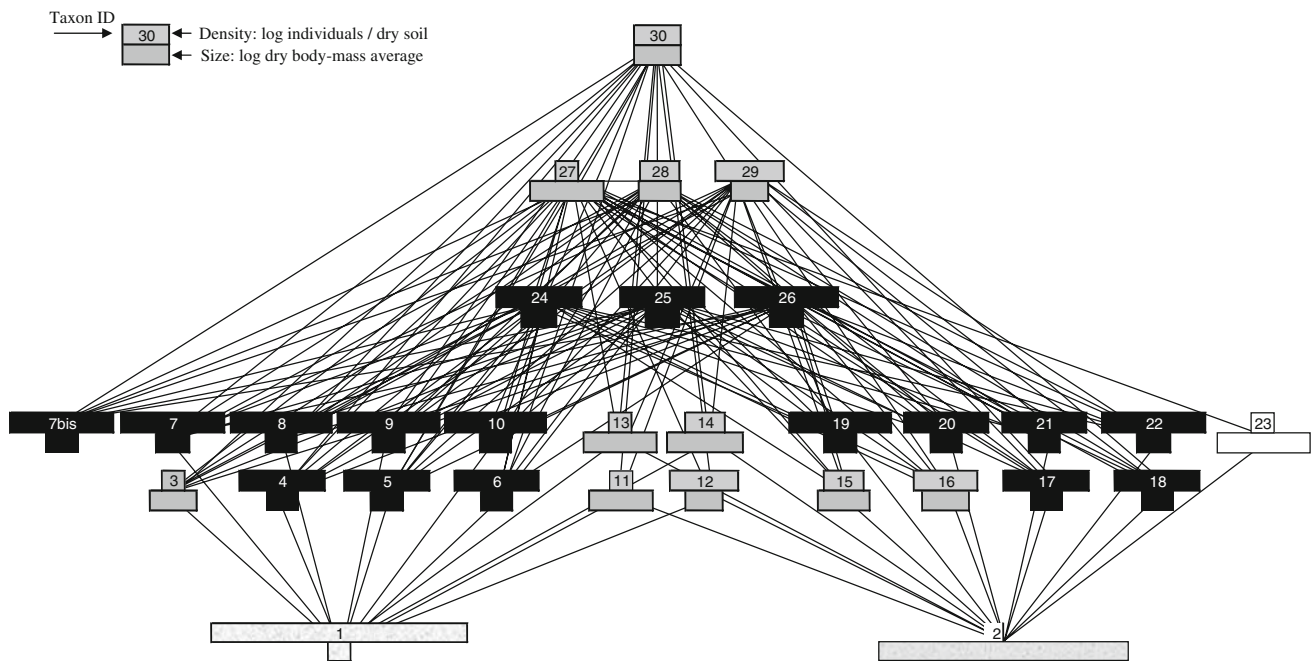 Taxon ID
30 Density: log individuals / dry soil
Size: log dry body-mass average
30
27 28 29
24 25 26
7bis 7 8 9 10 13 14 19 20 21 22 23
3 4 5 6 11 12 15 16 17 18
1 2